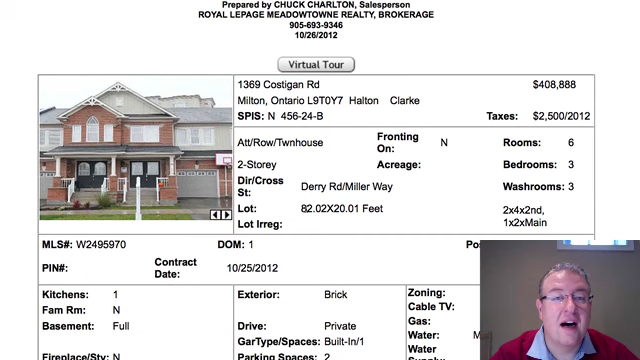 Prepared by CHUCK CHARLTON, Salesperson
ROYAL LEPAGE MEADOWTOWNE REALTY, BROKERAGE
905-693-9346
10/26/2012
Virtual Tour
1369 Costigan Rd $408,888
Milton, Ontario L9T0Y7 Halton Clarke
SPIS: N 456-24-B Taxes: $2,500/2012
Att/Row/Twnhouse Fronting On: N Rooms: 6
2-Storey Acreage: Bedrooms: 3
Dir/Cross St: Derry Rd/Miller Way Washrooms: 3
Lot: 82.02X20.01 Feet 2x4x2nd,
Lot Irreg: 1x2xMain
MLS#: W2495970 DOM: 1
PIN#: Contract Date: 10/25/2012
Kitchens: 1 Exterior: Brick Zoning:
Fam Rm: N Cable TV:
Basement: Full Drive: Private Gas:
GarType/Spaces: Built-In/1 Water:
Fireplace/Stv: N Parking Spaces: 2 Water